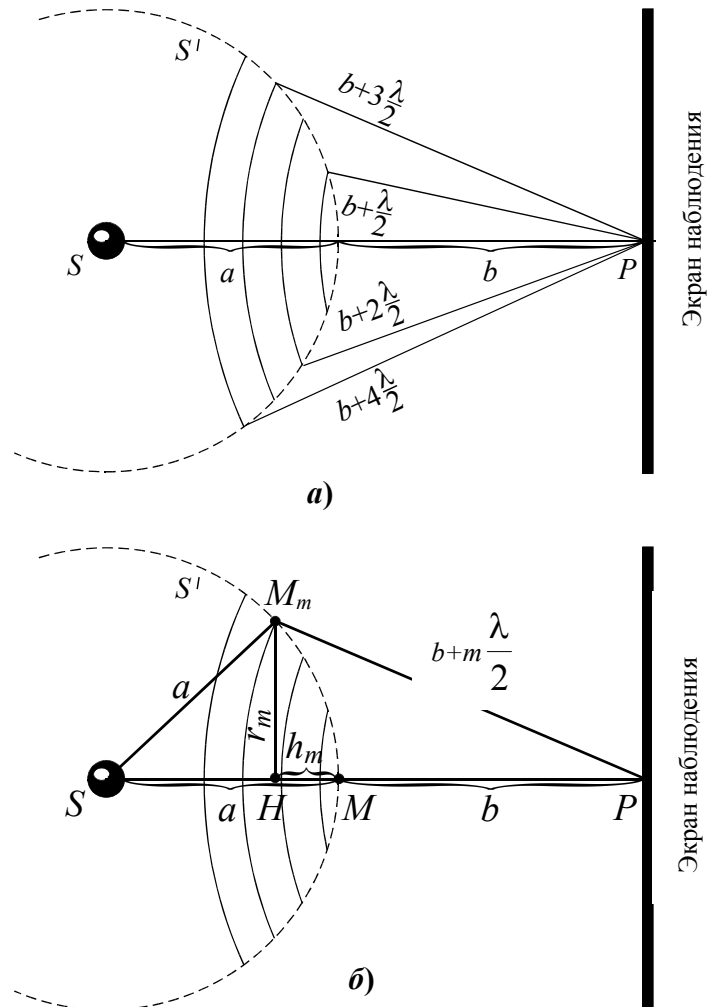 S'
b+3λ/2
b+λ/2
S
a
b
P
b+2λ/2
b+4λ/2
Экран наблюдения
а)
S'
M_m
b+m λ/2
a
r_m
h_m
S
a
H
M
b
P
Экран наблюдения
б)